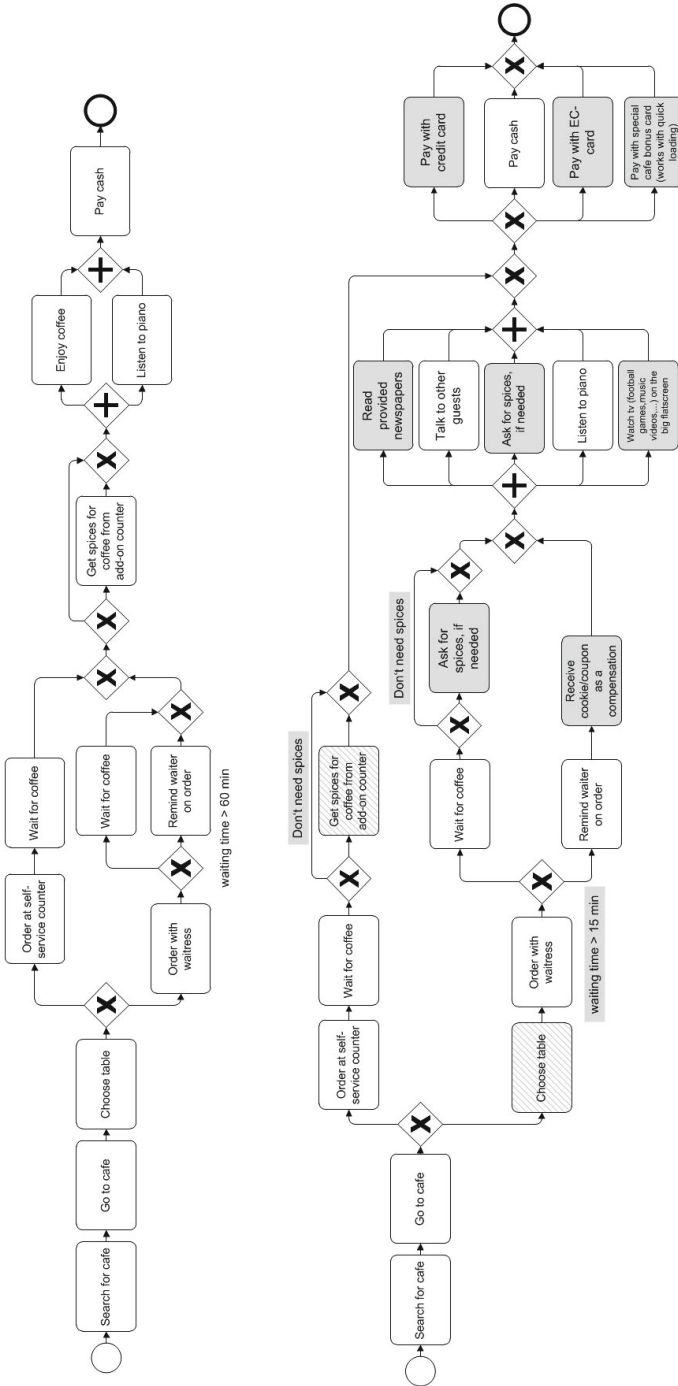 Search for cafe
Go to cafe
Choose table
Order at self-
service counter
Wait for coffee
Order with
waitress
Wait for coffee
Remind waiter
on order
waiting time > 60 min
Get spices for
coffee from
add-on counter
Enjoy coffee
Listen to piano
Pay cash
Search for cafe
Go to cafe
Order at self-
service counter
Wait for coffee
Don't need spices
Get spices for
coffee from
add-on counter
Choose table
Order with
waitress
waiting time > 15 min
Wait for coffee
Don't need spices
Ask for
spices, if
needed
Remind waiter
on order
Receive
cookie/coupon
as a
compensation
Read
provided
newspapers
Talk to other
guests
Ask for spices,
if needed
Listen to piano
Watch tv (football
games,music
videos,...) on the
big flatscreen
Pay with
credit card
Pay cash
Pay with EC-
card
Pay with special
cafe bonus card
(works with quick
loading)